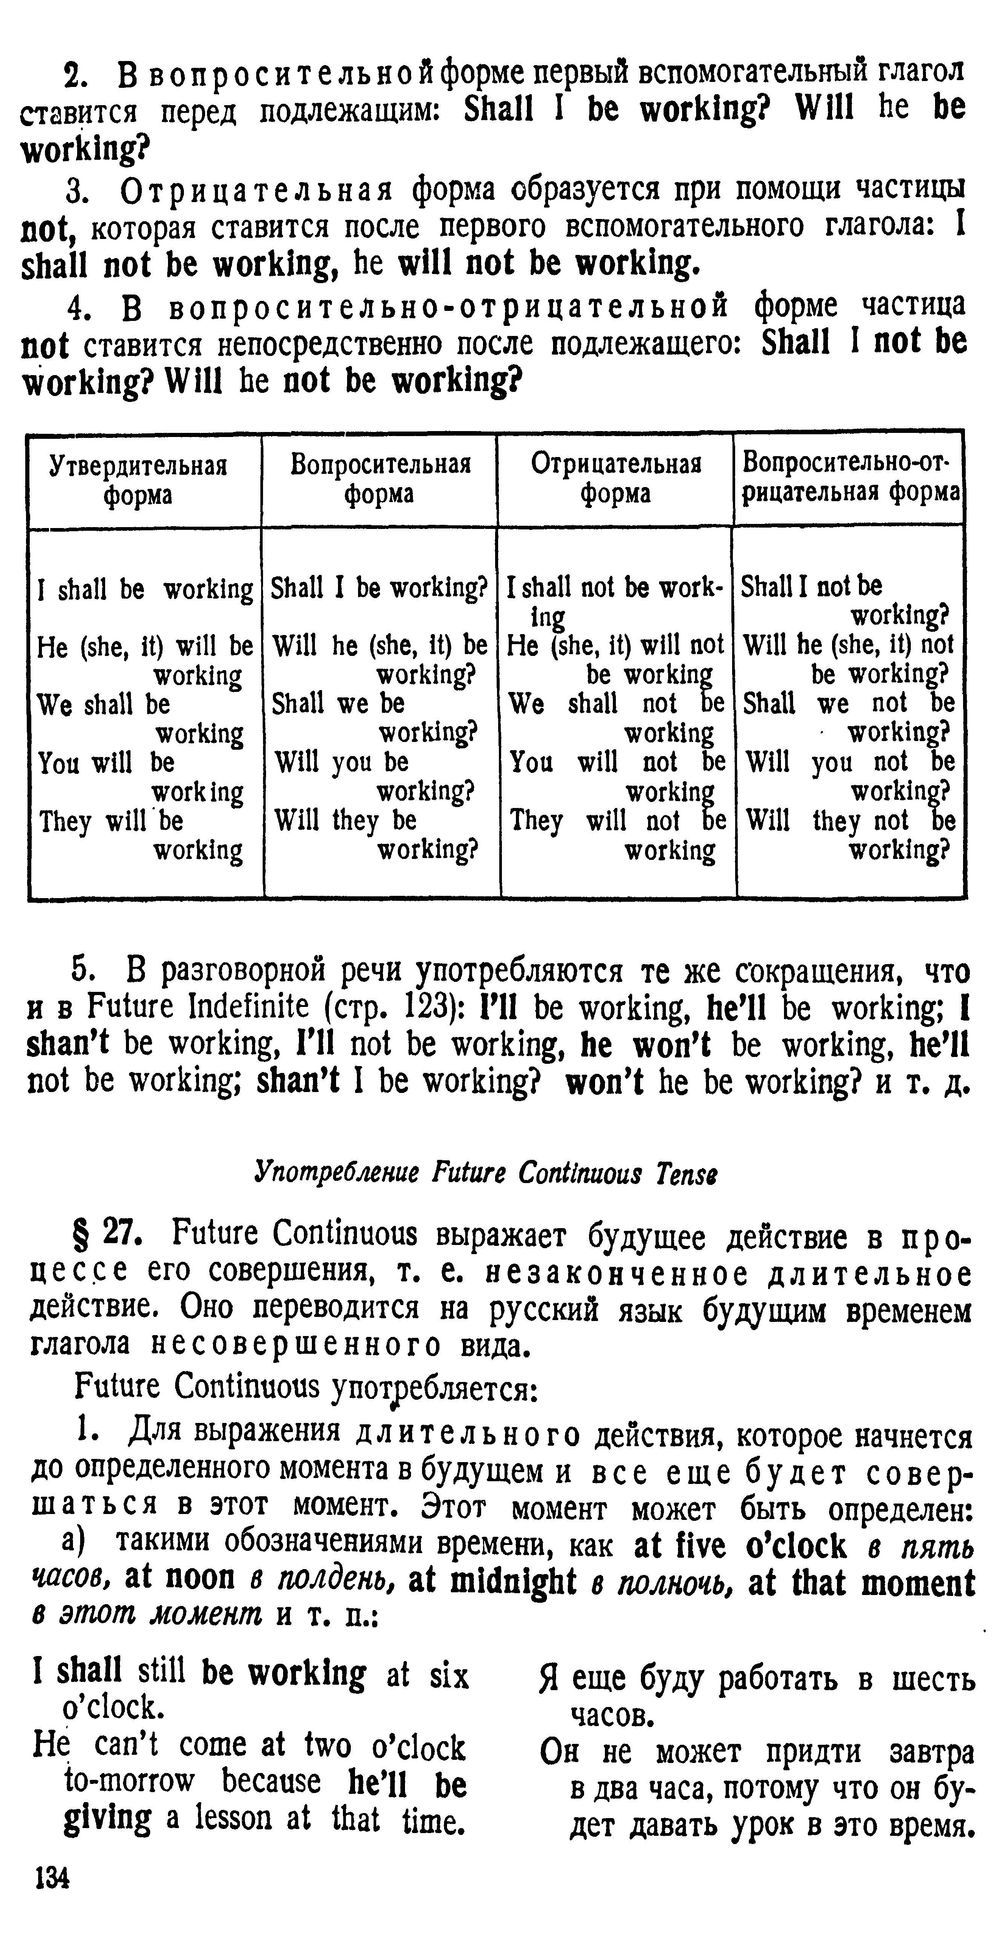 2. В вопросительной форме первый вспомогательный глагол
ставится перед подлежащим: Shall I be working? Will he be
working?
3. Отрицательная форма образуется при помощи частицы
not, которая ставится после первого вспомогательного глагола: I
shall not be working, he will not be working.
4. В вопросительно-отрицательной форме частица
not ставится непосредственно после подлежащего: Shall I not be
working? Will he not be working?
Утвердительная форма | Вопросительная форма | Отрицательная форма | Вопросительно-от-
рицательная форма
I shall be working | Shall I be working? | I shall not be work-
ing | Shall I not be
working?
He (she, it) will be
working | Will he (she, it) be
working? | He (she, it) will not
be working | Will he (she, it) not
be working?
We shall be
working | Shall we be
working? | We shall not be
working | Shall we not be
working?
You will be
working | Will you be
working? | You will not be
working | Will you not be
working?
They will be
working | Will they be
working? | They will not be
working | Will they not be
working?
5. В разговорной речи употребляются те же сокращения, что
и в Future Indefinite (стр. 123): I'll be working, he'll be working; I
shan't be working, I'll not be working, he won't be working, he'll
not be working; shan't I be working? won't he be working? и т. д.
Употребление Future Continuous Tense
§ 27. Future Continuous выражает будущее действие в про-
цессе его совершения, т. е. незаконченное длительное
действие. Оно переводится на русский язык будущим временем
глагола несовершенного вида.
Future Continuous употребляется:
1. Для выражения длительного действия, которое начнется
до определенного момента в будущем и все еще будет совер-
шаться в этот момент. Этот момент может быть определен:
а) такими обозначениями времени, как at five o'clock в пять
часов, at noon в полдень, at midnight в полночь, at that moment
в этот момент и т. п.:
I shall still be working at six
o'clock.
He can't come at two o'clock
to-morrow because he'll be
giving a lesson at that time.
Я еще буду работать в шесть
часов.
Он не может придти завтра
в два часа, потому что он бу-
дет давать урок в это время.
134